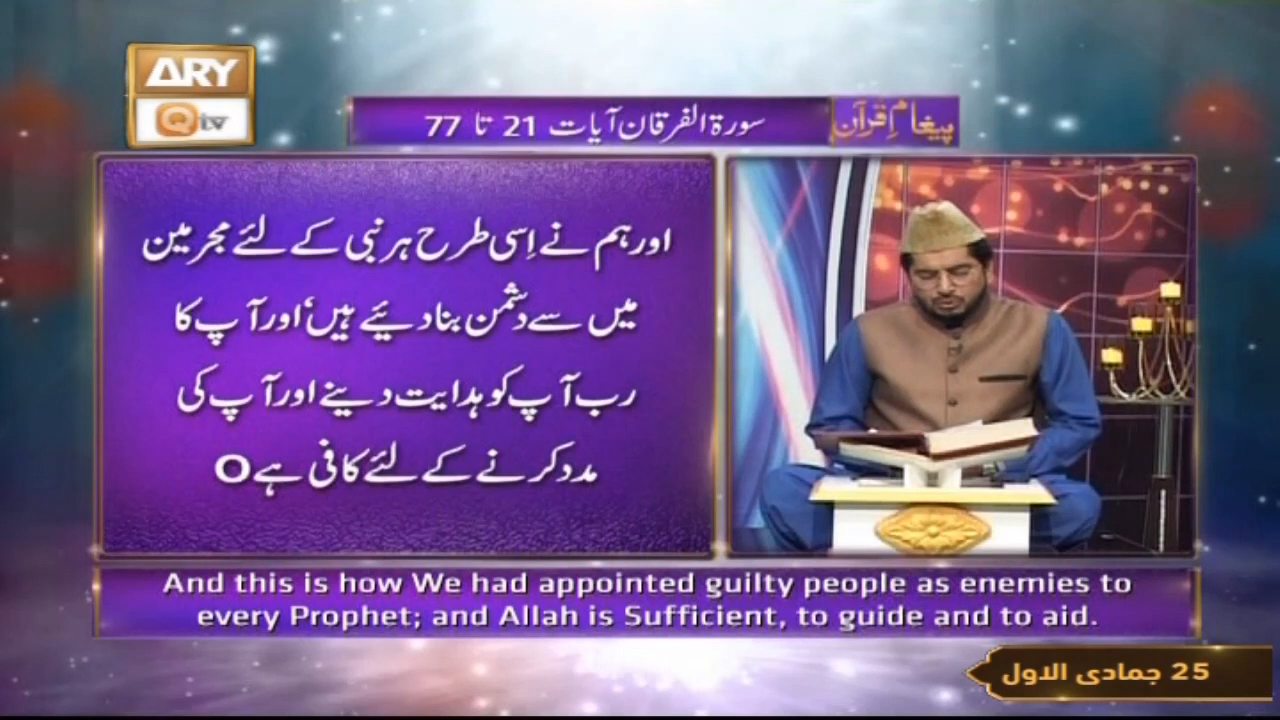 ARY
Qtv
پیغامِ قرآن
سورۃ الفرقان آیات 21 تا 77
اور ہم نے اِسی طرح ہر نبی کے لئے مجرمین
میں سے دشمن بنا دیئے ہیں‘ اور آپ کا
رب آپ کو ہدایت دینے اور آپ کی
مدد کرنے کے لئے کافی ہے O
And this is how We had appointed guilty people as enemies to
every Prophet; and Allah is Sufficient, to guide and to aid.
25 جمادی الاول